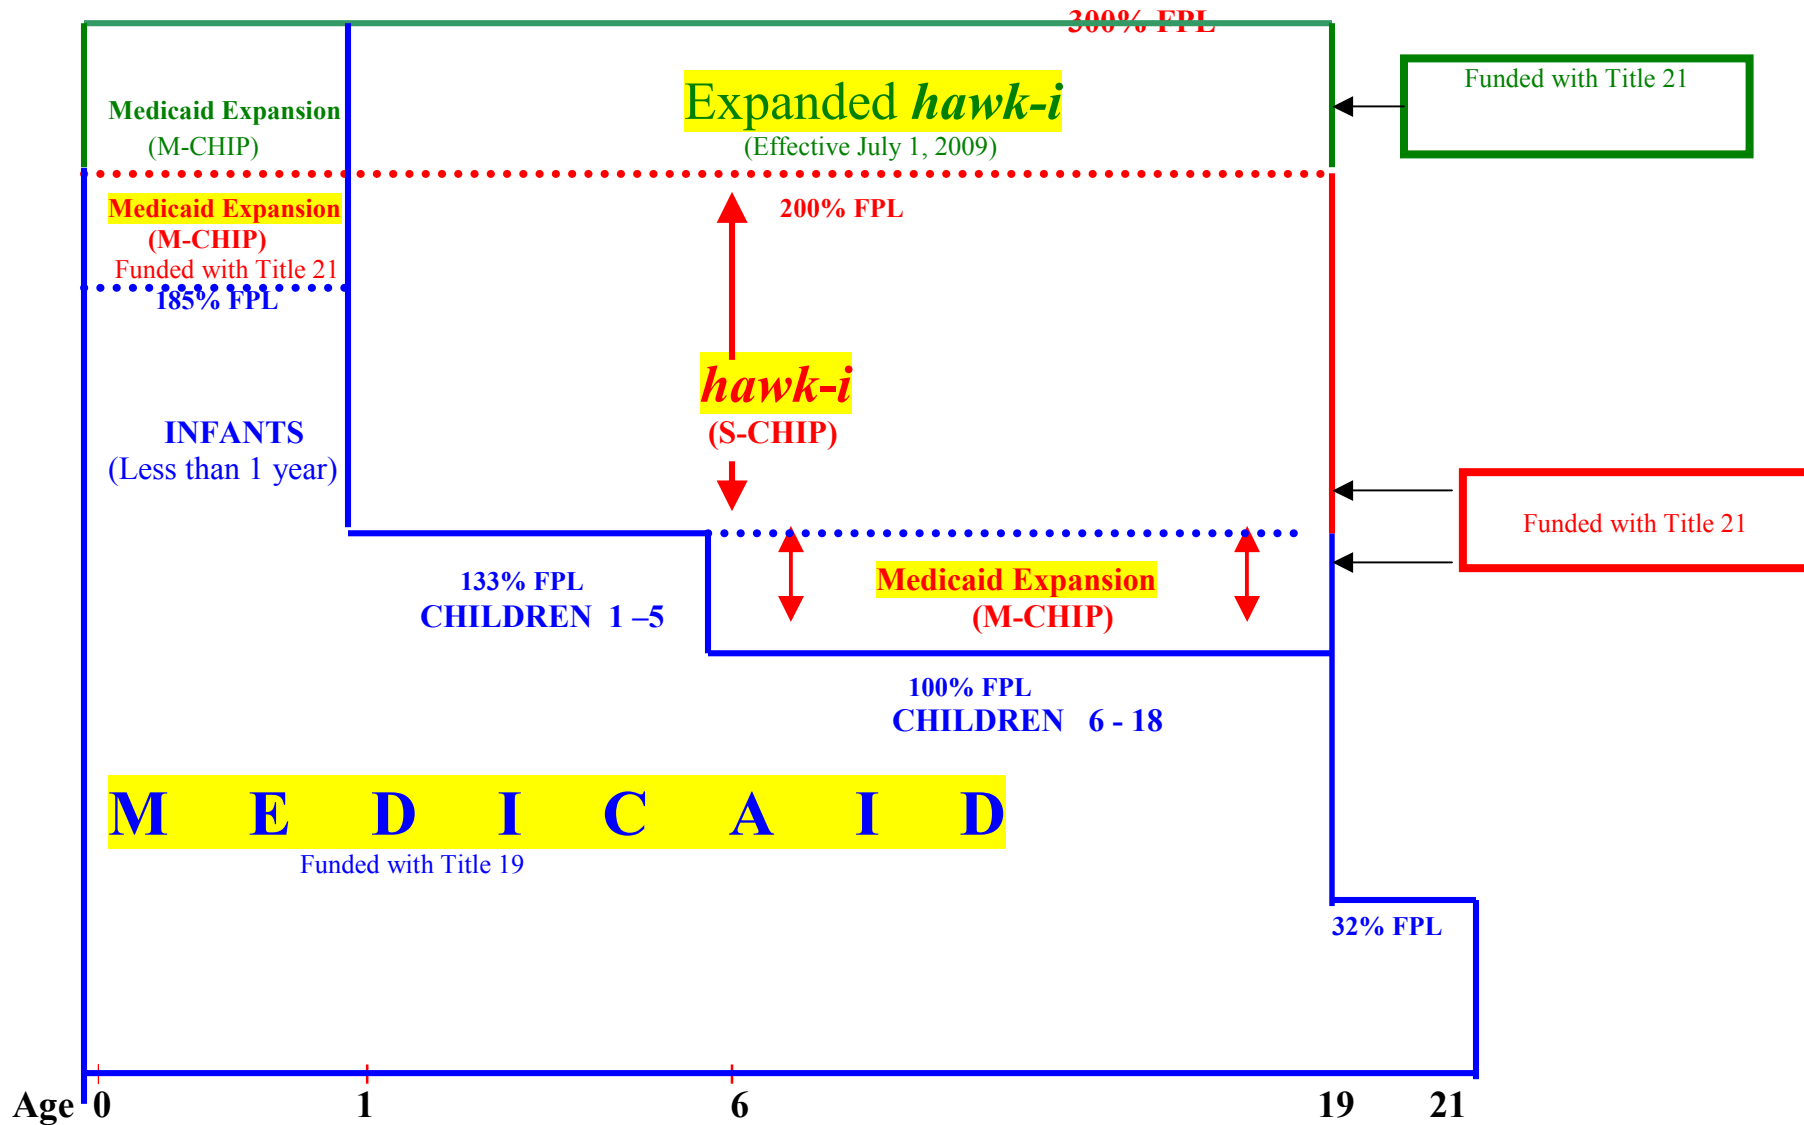 300% FPL
Funded with Title 21
Expanded hawk-i
Medicaid Expansion
(M-CHIP)
(Effective July 1, 2009)
Medicaid Expansion
200% FPL
(M-CHIP)
Funded with Title 21
185% FPL
hawk-i
(S-CHIP)
INFANTS
(Less than 1 year)
Funded with Title 21
133% FPL
CHILDREN 1 –5
Medicaid Expansion
(M-CHIP)
100% FPL
CHILDREN 6 - 18
M E D I C A I D
Funded with Title 19
32% FPL
Age 0 1 6 19 21